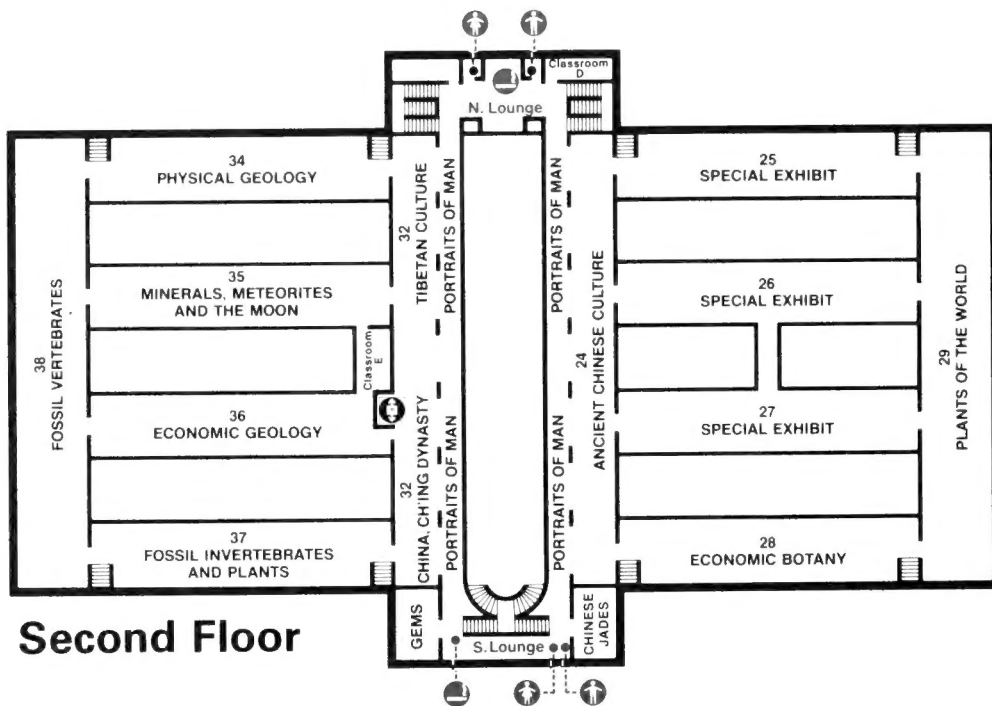 Classroom
D
N. Lounge
34
PHYSICAL GEOLOGY
35
MINERALS, METEORITES
AND THE MOON
Classroom
E
36
ECONOMIC GEOLOGY
37
FOSSIL INVERTEBRATES
AND PLANTS
38
FOSSIL VERTEBRATES
32
TIBETAN CULTURE
32
CHINA, CH'ING DYNASTY
PORTRAITS OF MAN
PORTRAITS OF MAN
PORTRAITS OF MAN
PORTRAITS OF MAN
24
ANCIENT CHINESE CULTURE
25
SPECIAL EXHIBIT
26
SPECIAL EXHIBIT
27
SPECIAL EXHIBIT
28
ECONOMIC BOTANY
29
PLANTS OF THE WORLD
GEMS
S. Lounge
CHINESE
JADES
Second Floor